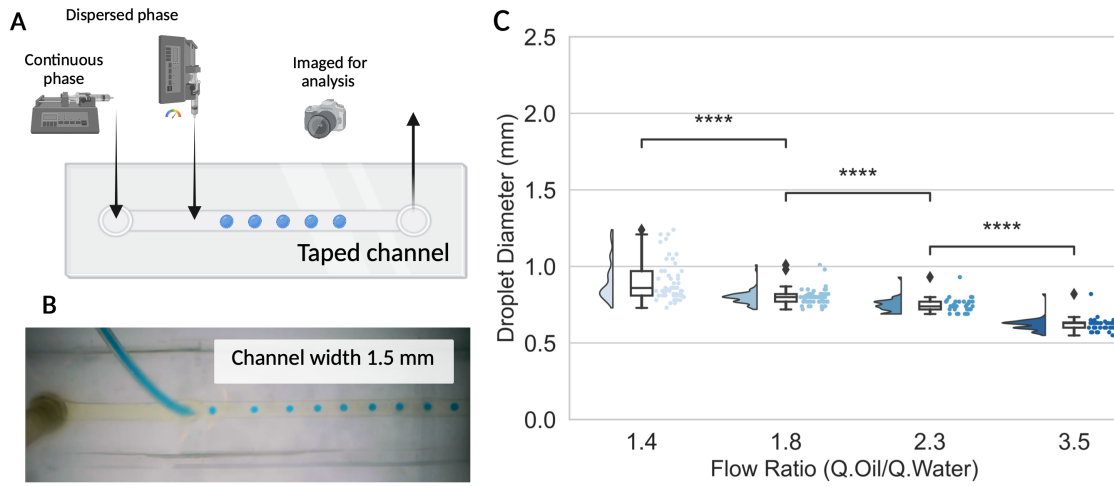 A
Dispersed phase
Continuous
phase
Imaged for
analysis
Taped channel
B
Channel width 1.5 mm
C
2.5
2.0
1.5
1.0
0.5
0.0
Droplet Diameter (mm)
****
****
****
1.4 1.8 2.3 3.5
Flow Ratio (Q.Oil/Q.Water)